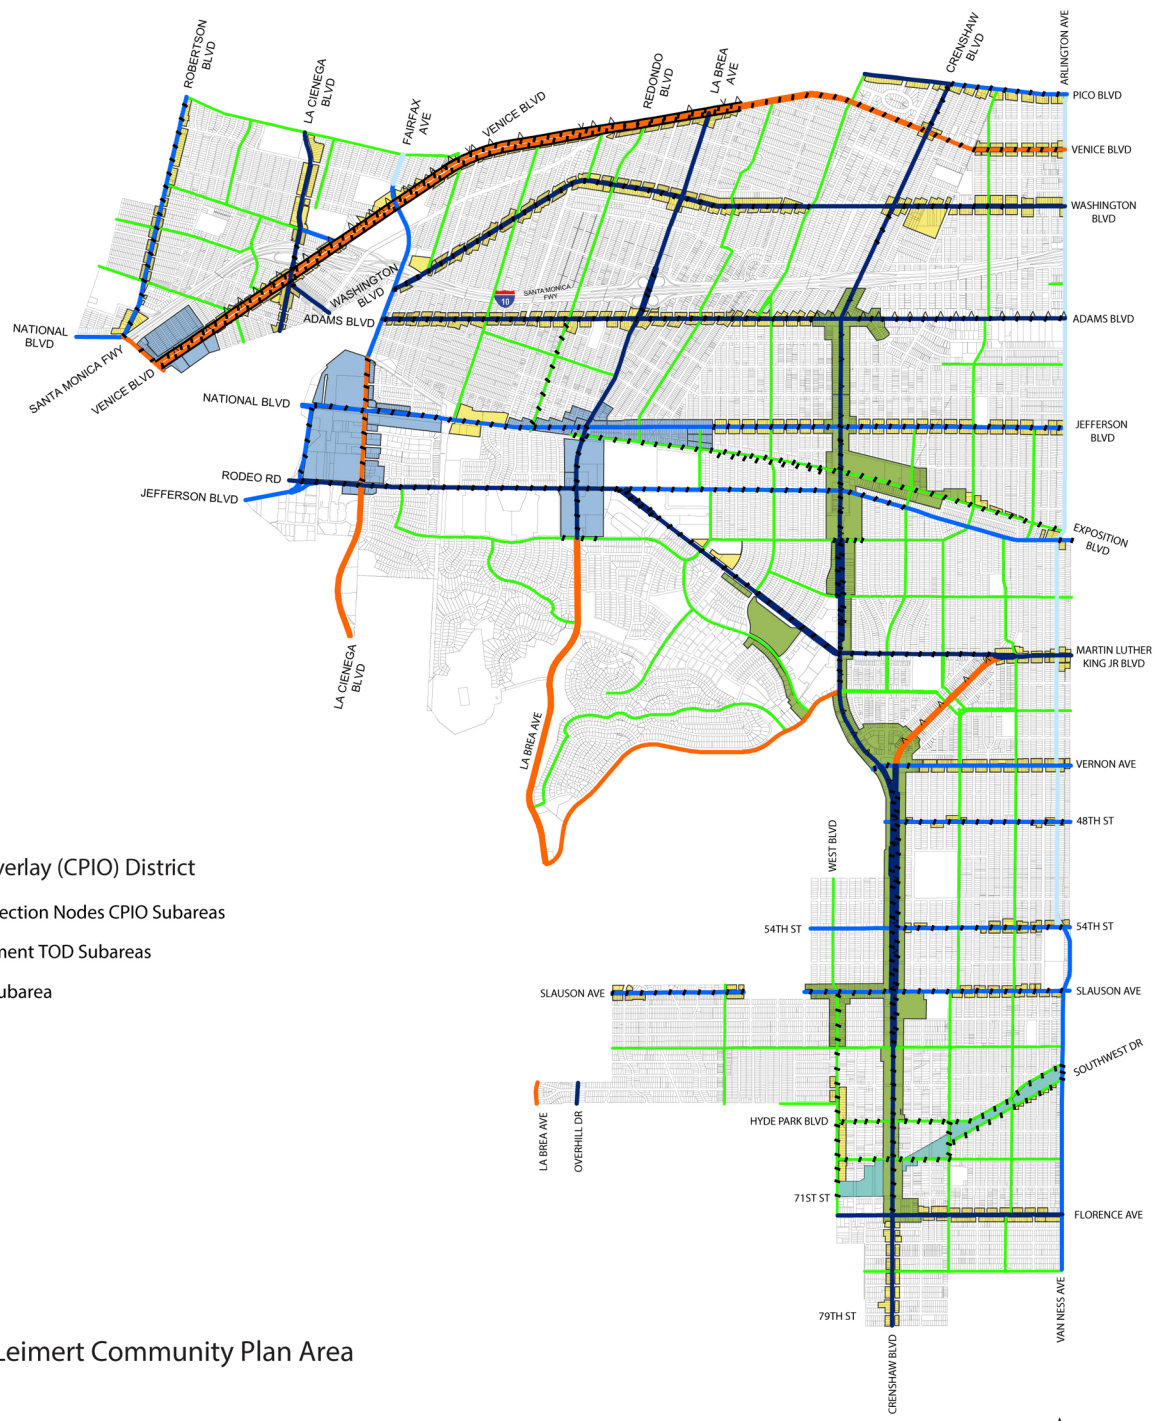 ROBERTSON
BLVD
LA CIENEGA
BLVD
FAIRFAX
AVE
VENICE BLVD
REDONDO
BLVD
LA BREA
AVE
CRENSHAW
BLVD
ARLINGTON AVE
PICO BLVD
VENICE BLVD
WASHINGTON
BLVD
WASHINGTON
BLVD
SANTA MONICA
FWY
10
NATIONAL
BLVD
ADAMS BLVD
ADAMS BLVD
SANTA MONICA FWY
VENICE BLVD
NATIONAL BLVD
JEFFERSON
BLVD
RODEO RD
JEFFERSON BLVD
EXPOSITION
BLVD
LA CIENEGA
BLVD
MARTIN LUTHER
KING JR BLVD
LA BREA AVE
VERNON AVE
WEST BLVD
48TH ST
verlay (CPIO) District
ection Nodes CPIO Subareas
54TH ST
54TH ST
ment TOD Subareas
ubarea
SLAUSON AVE
SLAUSON AVE
SOUTHWEST DR
LA BREA AVE
OVERHILL DR
HYDE PARK BLVD
71ST ST
FLORENCE AVE
79TH ST
VAN NESS AVE
CRENSHAW BLVD
Leimert Community Plan Area